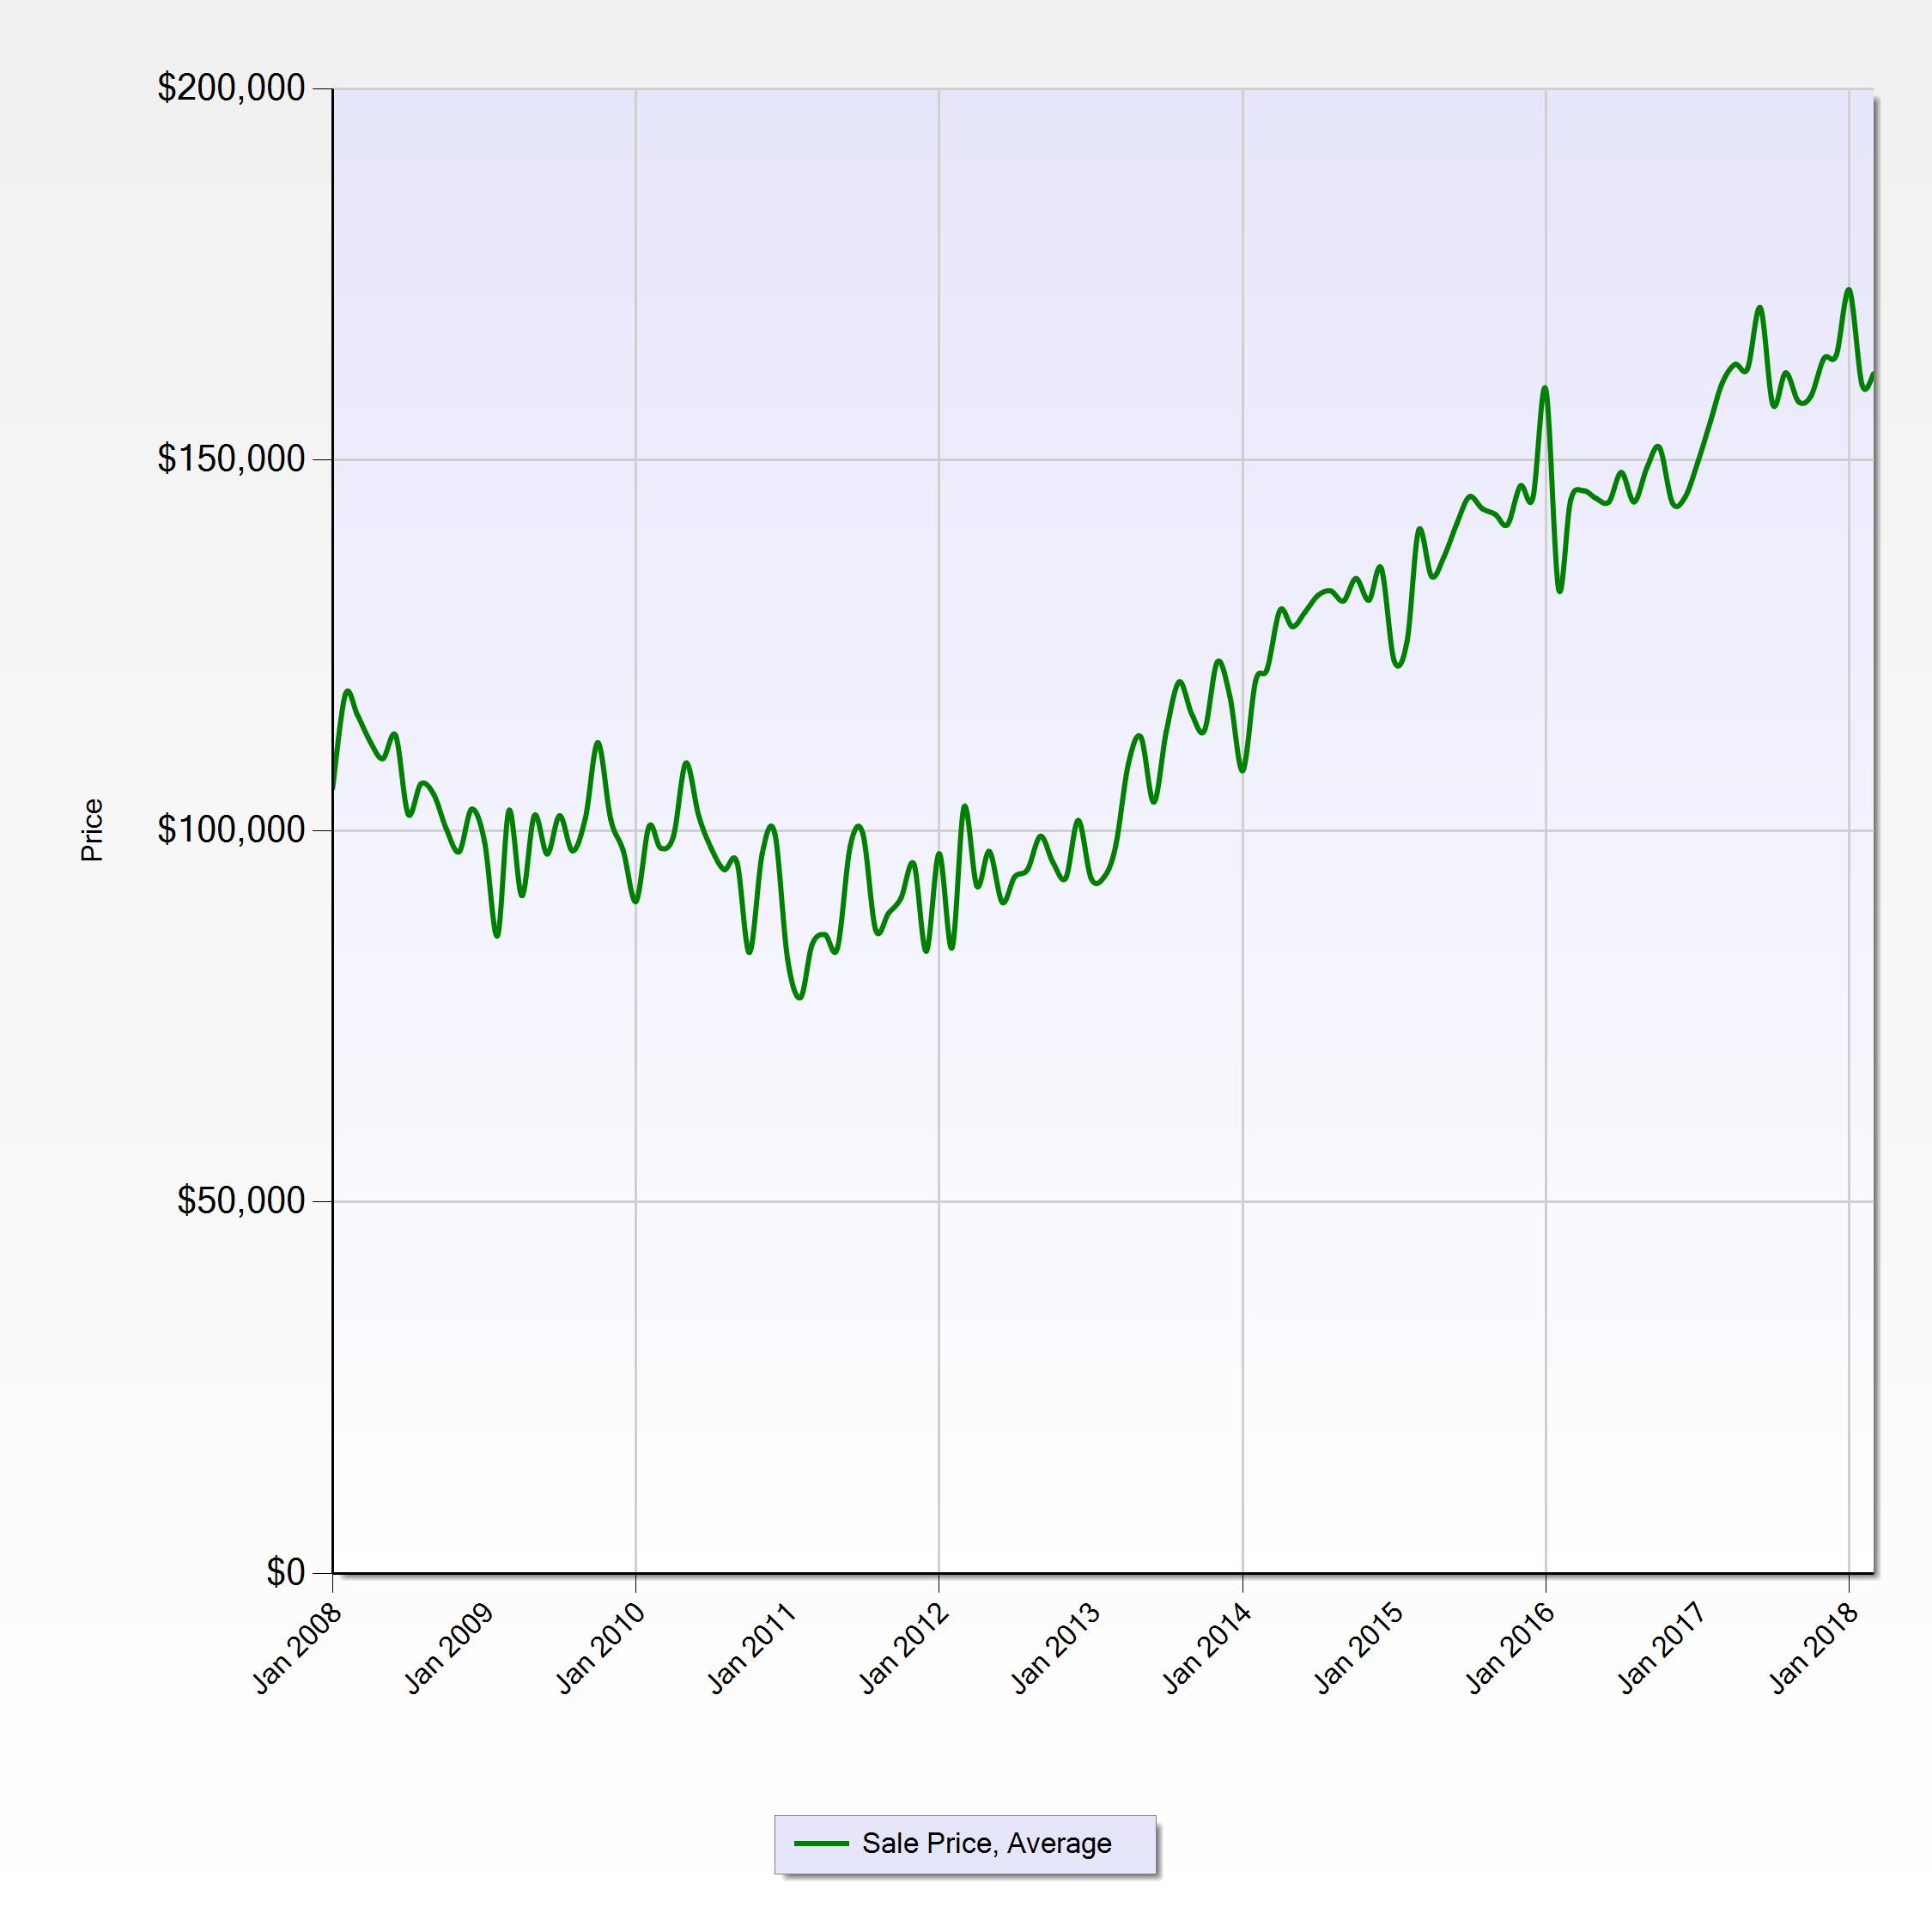 $200,000
$150,000
$100,000
$50,000
$0
Price
Jan 2008
Jan 2009
Jan 2010
Jan 2011
Jan 2012
Jan 2013
Jan 2014
Jan 2015
Jan 2016
Jan 2017
Jan 2018
Sale Price, Average